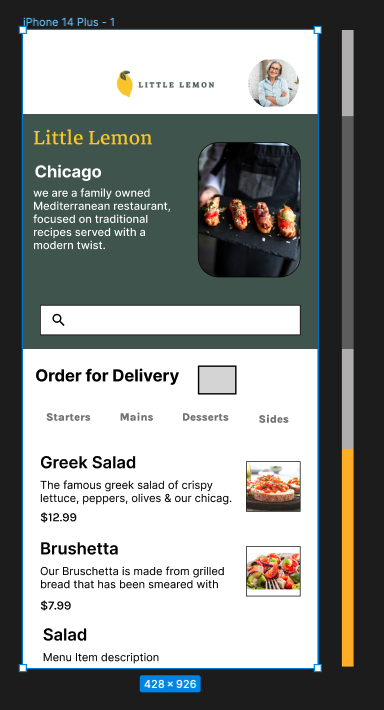 iPhone 14 Plus - 1
LITTLE LEMON
Little Lemon
Chicago
we are a family owned
Mediterranean restaurant,
focused on traditional
recipes served with a
modern twist.
Order for Delivery
Starters Mains Desserts Sides
Greek Salad
The famous greek salad of crispy
lettuce, peppers, olives & our chicag.
$12.99
Brushetta
Our Bruschetta is made from grilled
bread that has been smeared with
$7.99
Salad
Menu Item description
428 × 926